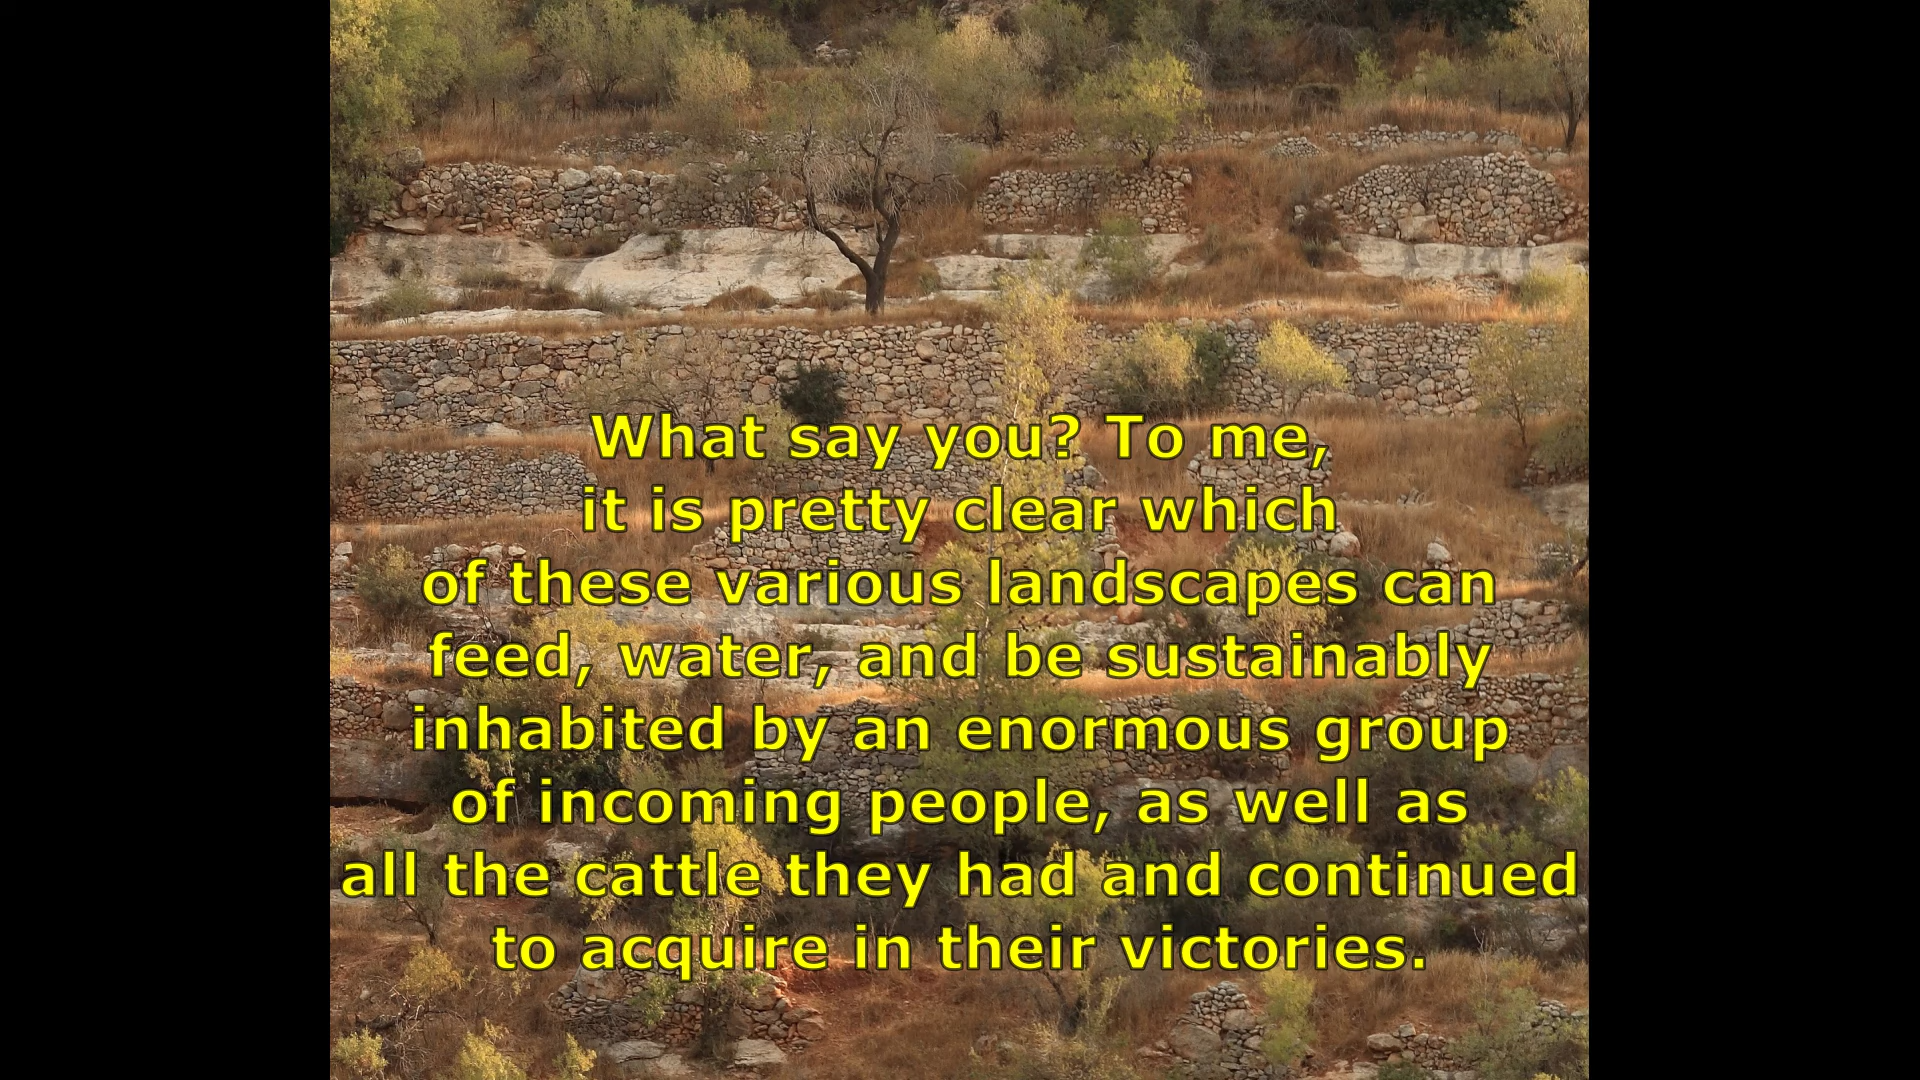 What say you? To me,
it is pretty clear which
of these various landscapes can
feed, water, and be sustainably
inhabited by an enormous group
of incoming people, as well as
all the cattle they had and continued
to acquire in their victories.